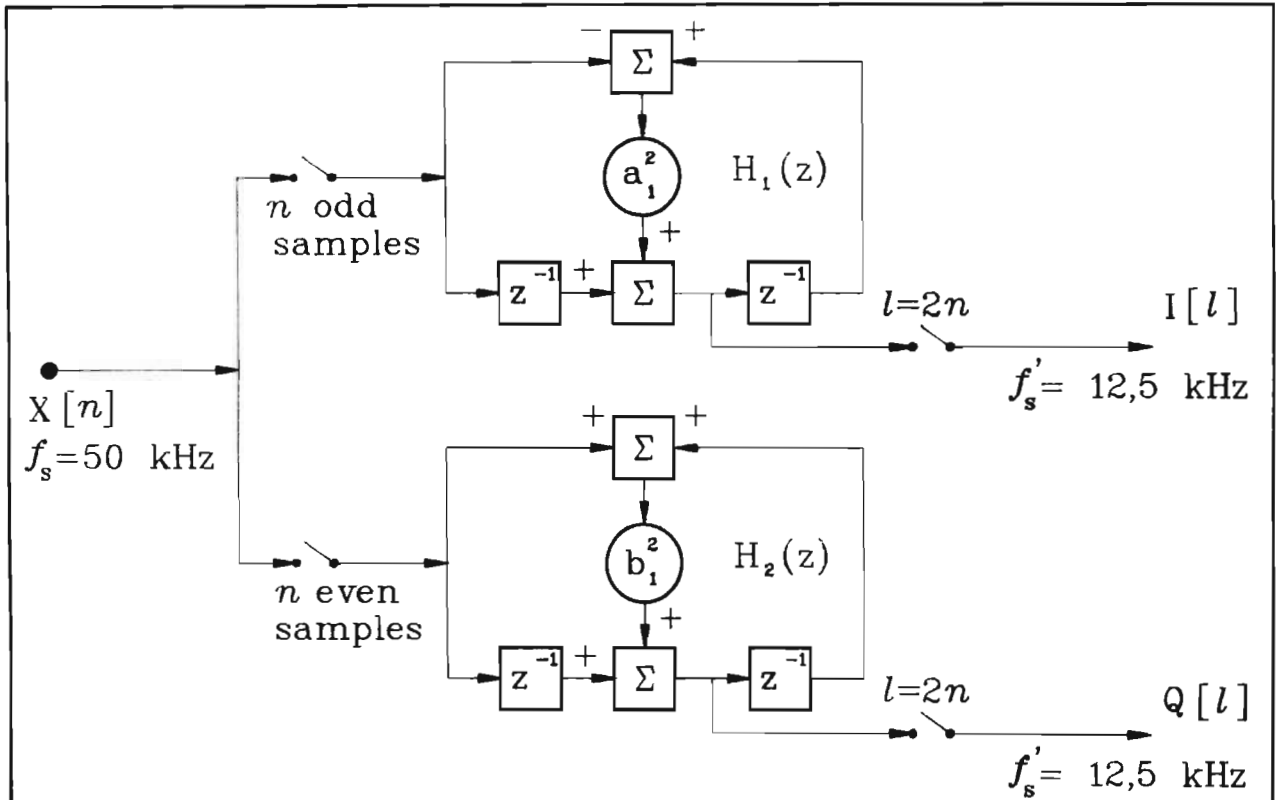 − Σ +
a₁²
H₁(z)
n odd
samples
+
z⁻¹ + Σ z⁻¹
l=2n
I[l]
f's= 12,5 kHz
X[n]
fs=50 kHz
+ Σ +
b₁²
H₂(z)
n even
samples
+
z⁻¹ + Σ z⁻¹
l=2n
Q[l]
f's= 12,5 kHz